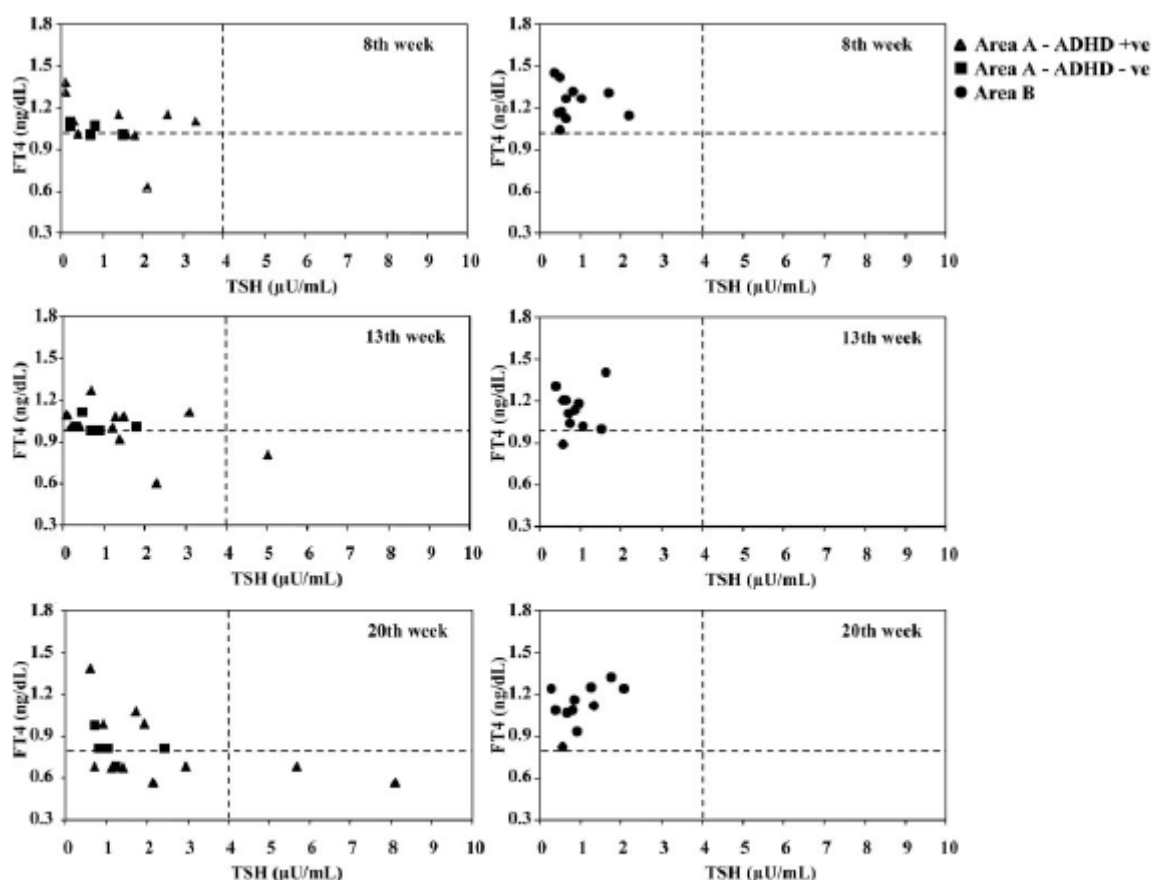 1.8
1.5
1.2
0.9
0.6
0.3
FT4 (ng/dL)
8th week
0 1 2 3 4 5 6 7 8 9 10
TSH (µU/mL)
1.8
1.5
1.2
0.9
0.6
0.3
FT4 (ng/dL)
8th week
0 1 2 3 4 5 6 7 8 9 10
TSH (µU/mL)
Area A - ADHD +ve
Area A - ADHD - ve
Area B
1.8
1.5
1.2
0.9
0.6
0.3
FT4 (ng/dL)
13th week
0 1 2 3 4 5 6 7 8 9 10
TSH (µU/mL)
1.8
1.5
1.2
0.9
0.6
0.3
FT4 (ng/dL)
13th week
0 1 2 3 4 5 6 7 8 9 10
TSH (µU/mL)
1.8
1.5
1.2
0.9
0.6
0.3
FT4 (ng/dL)
20th week
0 1 2 3 4 5 6 7 8 9 10
TSH (µU/mL)
1.8
1.5
1.2
0.9
0.6
0.3
FT4 (ng/dL)
20th week
0 1 2 3 4 5 6 7 8 9 10
TSH (µU/mL)